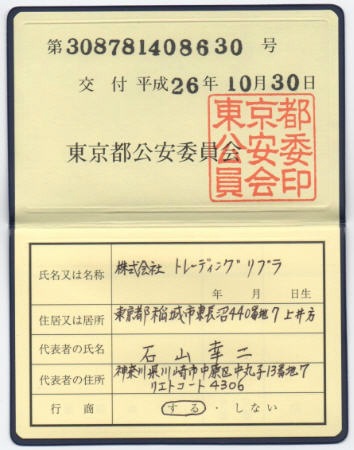 第308781408630号
交付 平成26年10月30日
東京都公安委員会
東京都
公安委
員会印
氏名又は名称 株式会社 トレーディングリブラ
年 月 日生
住居又は居所 東京都稲城市東長沼440番地7 上井方
代表者の氏名 石山幸二
代表者の住所 神奈川県川崎市中原区中丸子13番地7
リエトコート4306
行商 する・しない